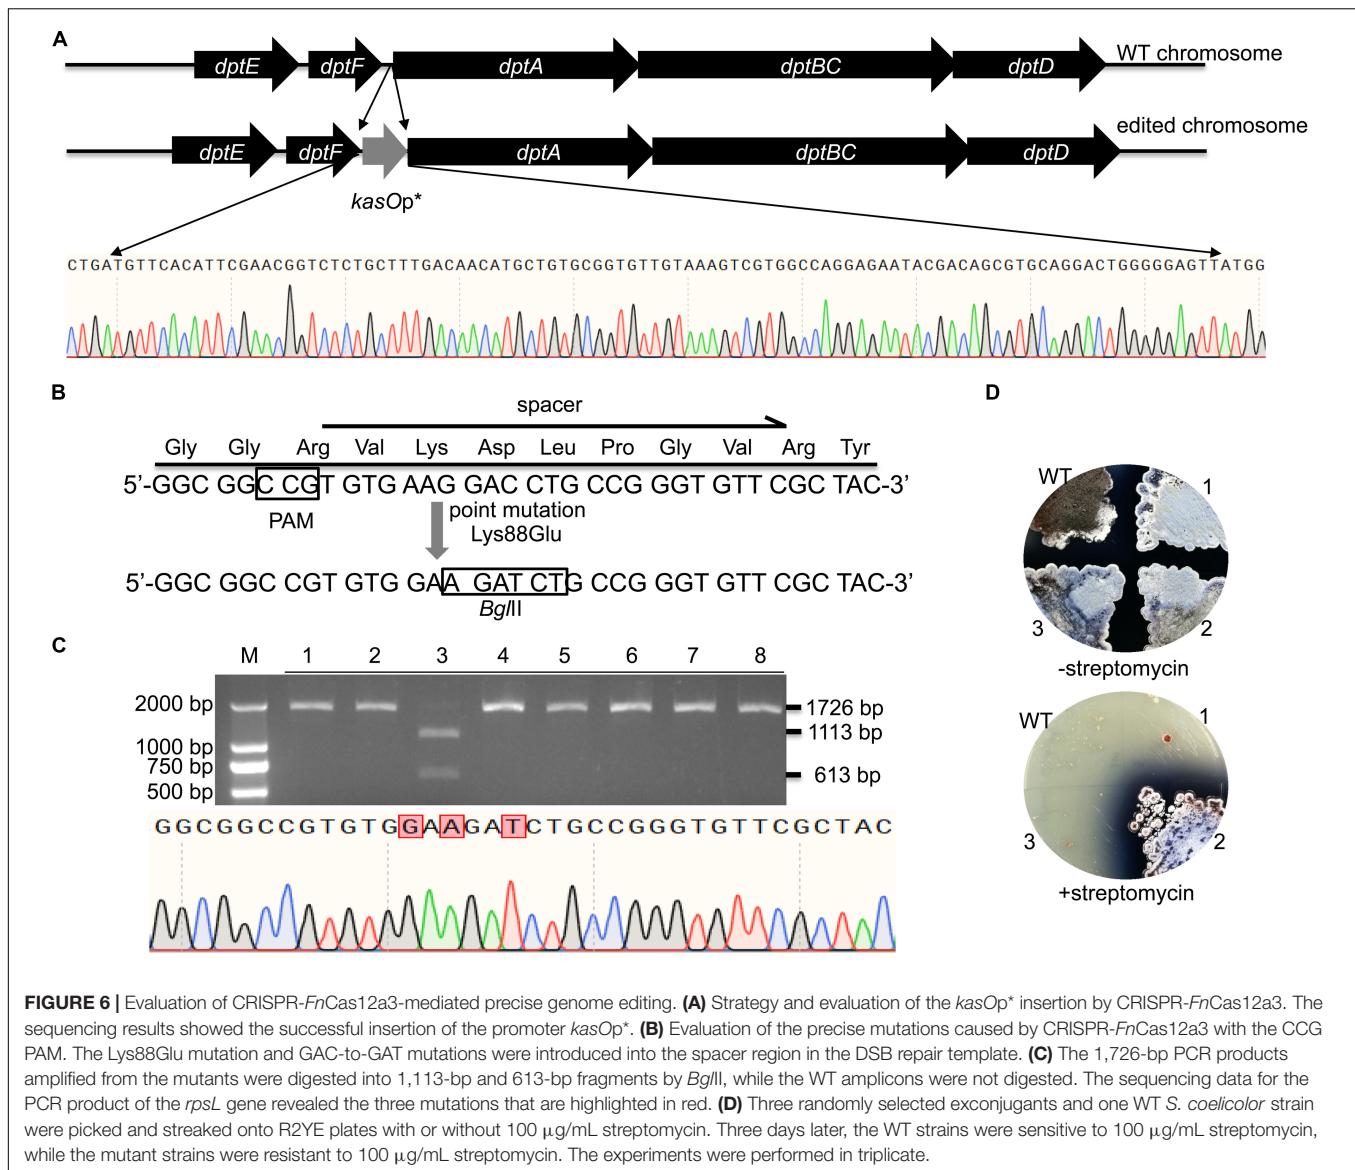 A
dptE dptF dptA dptBC dptD WT chromosome
dptE dptF dptA dptBC dptD edited chromosome
kasOp*
CTGATGTTCACATTCGAACGGTCTCTGCTTTGACAACATGCTGTGCGGTGTTGTAAAGTCGTGGCCAGGAGAATACGACAGCGTGCAGGACTGGGGGAGTTATGG
B
spacer
Gly Gly Arg Val Lys Asp Leu Pro Gly Val Arg Tyr
5'-GGC GGC CGT GTG AAG GAC CTG CCG GGT GTT CGC TAC-3'
PAM
point mutation
Lys88Glu
5'-GGC GGC CGT GTG GAA GAT CTG CCG GGT GTT CGC TAC-3'
BglII
C
M 1 2 3 4 5 6 7 8
2000 bp
1000 bp
750 bp
500 bp
1726 bp
1113 bp
613 bp
GGCGGCCGTGTGGAAGATCTGCCGGGTGTTCGCTAC
D
WT 1
3 2
-streptomycin
WT 1
3 2
+streptomycin
FIGURE 6 | Evaluation of CRISPR-FnCas12a3-mediated precise genome editing. (A) Strategy and evaluation of the kasOp* insertion by CRISPR-FnCas12a3. The
sequencing results showed the successful insertion of the promoter kasOp*. (B) Evaluation of the precise mutations caused by CRISPR-FnCas12a3 with the CCG
PAM. The Lys88Glu mutation and GAC-to-GAT mutations were introduced into the spacer region in the DSB repair template. (C) The 1,726-bp PCR products
amplified from the mutants were digested into 1,113-bp and 613-bp fragments by BglII, while the WT amplicons were not digested. The sequencing data for the
PCR product of the rpsL gene revealed the three mutations that are highlighted in red. (D) Three randomly selected exconjugants and one WT S. coelicolor strain
were picked and streaked onto R2YE plates with or without 100 μg/mL streptomycin. Three days later, the WT strains were sensitive to 100 μg/mL streptomycin,
while the mutant strains were resistant to 100 μg/mL streptomycin. The experiments were performed in triplicate.